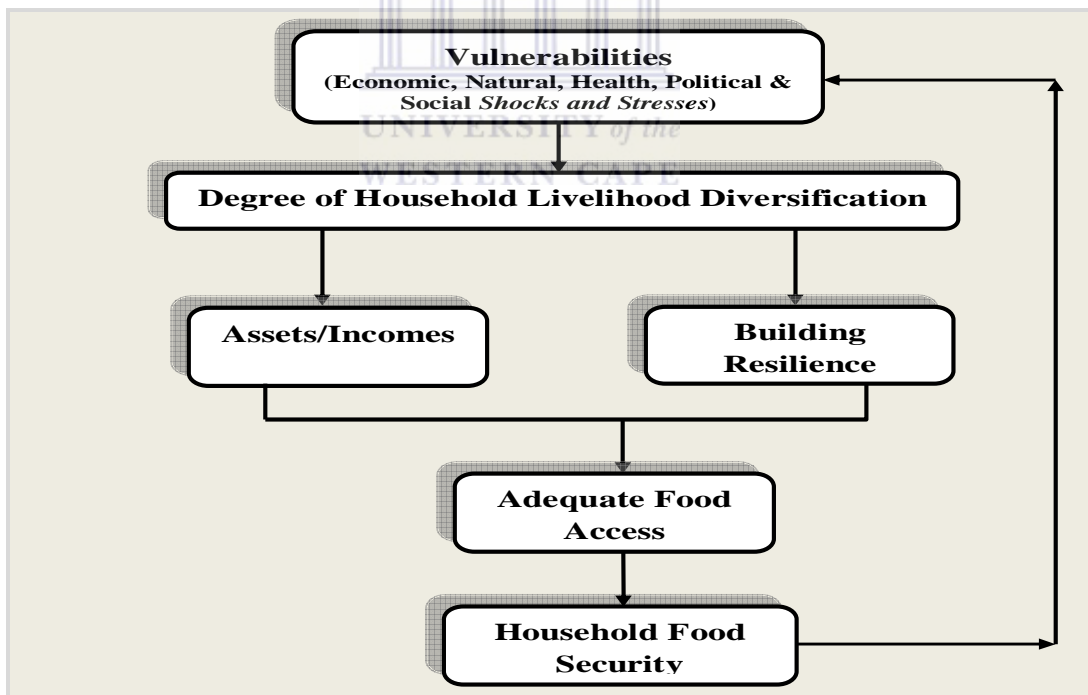 Vulnerabilities
(Economic, Natural, Health, Political &
Social Shocks and Stresses)
UNIVERSITY of the
WESTERN CAPE
Degree of Household Livelihood Diversification
Assets/Incomes
Building
Resilience
Adequate Food
Access
Household Food
Security